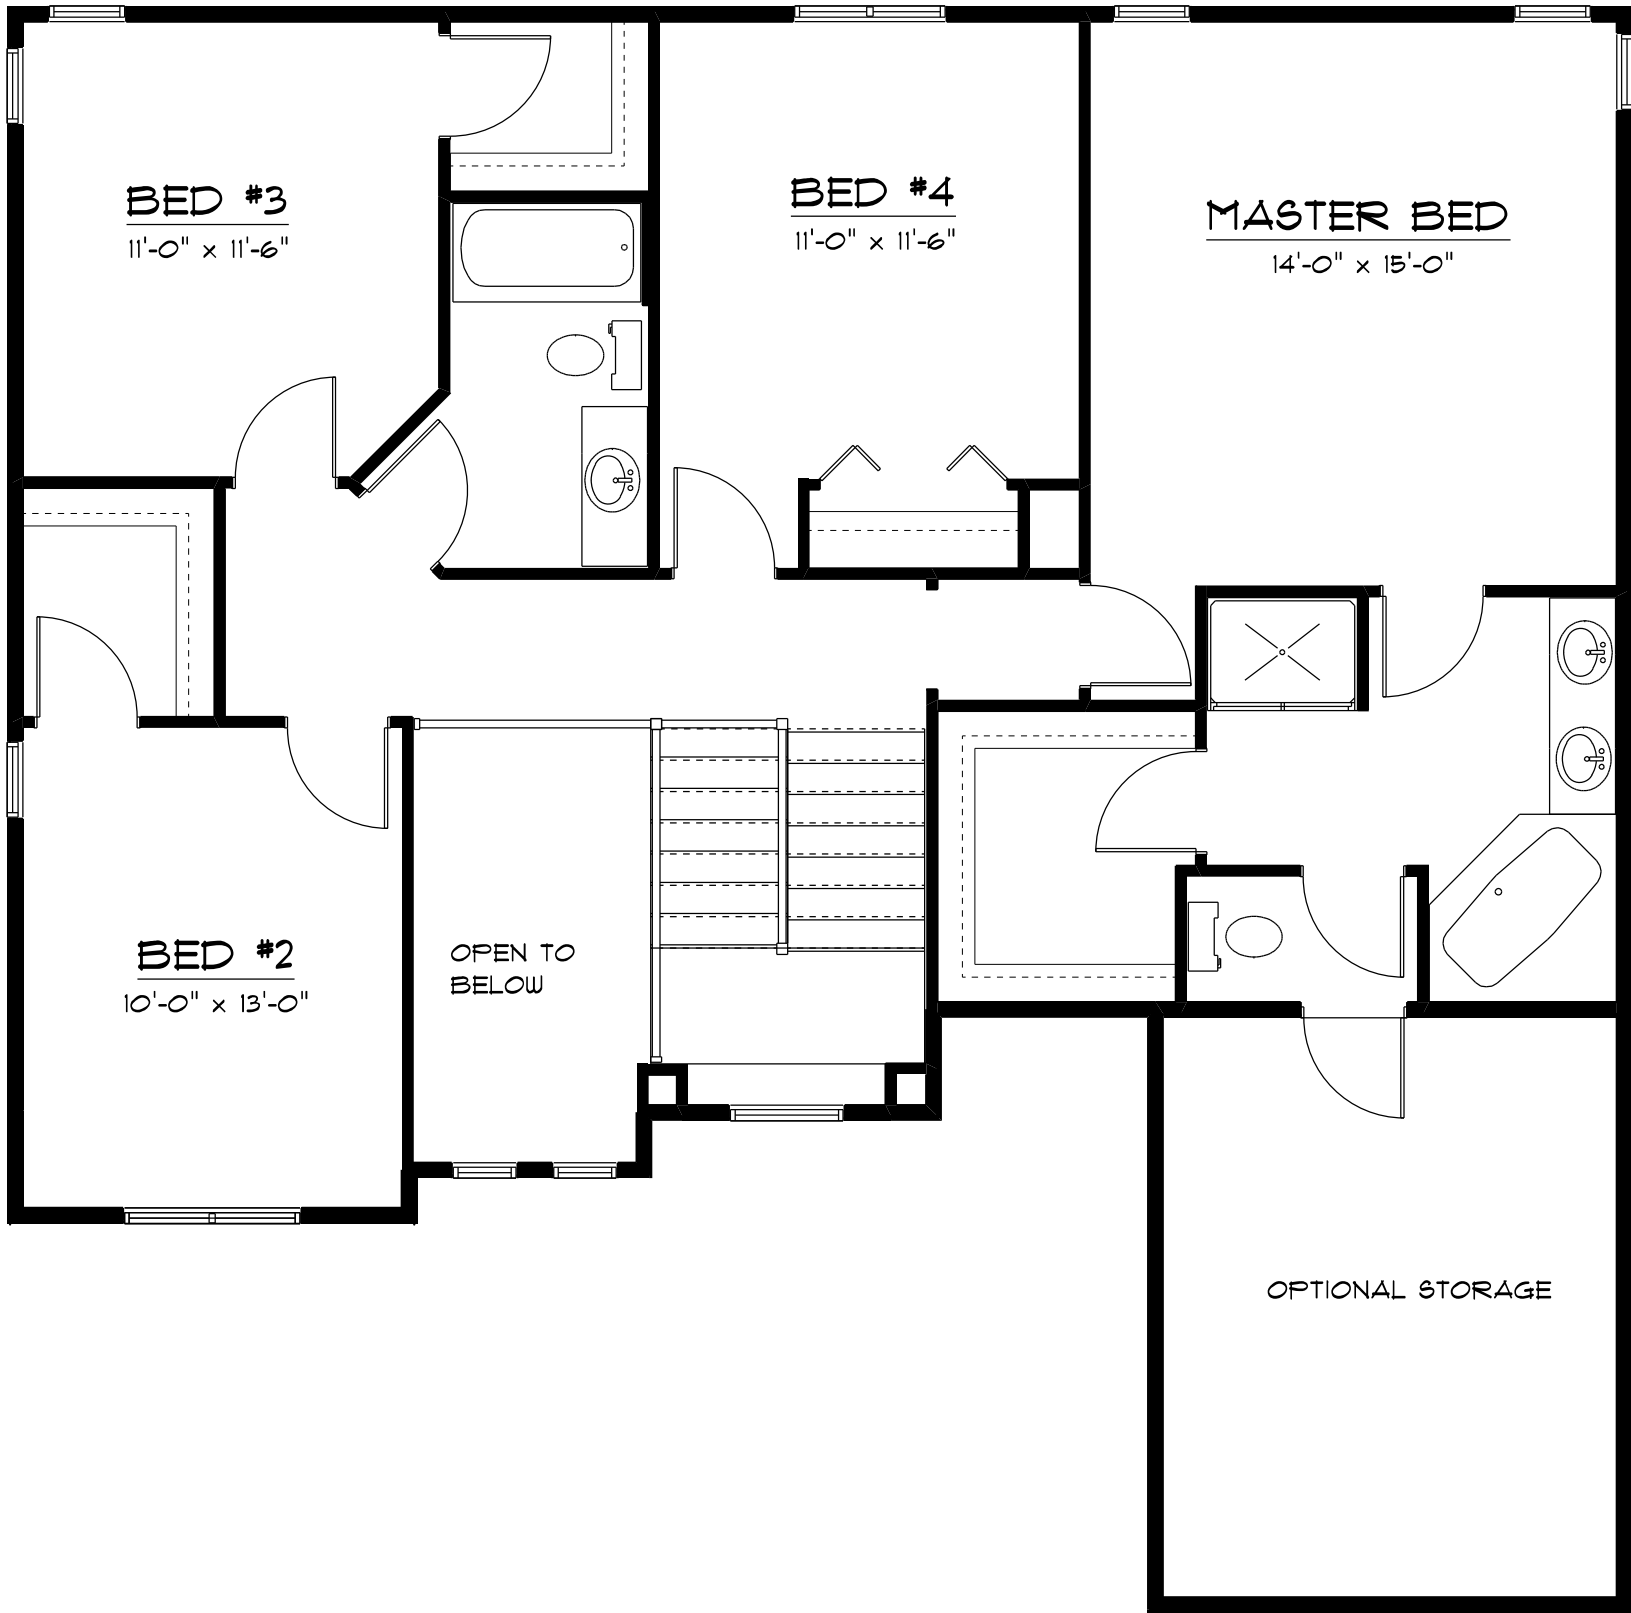 BED #3
11'-0" x 11'-6"
BED #4
11'-0" x 11'-6"
MASTER BED
14'-0" x 15'-0"
BED #2
10'-0" x 13'-0"
OPEN TO
BELOW
OPTIONAL STORAGE